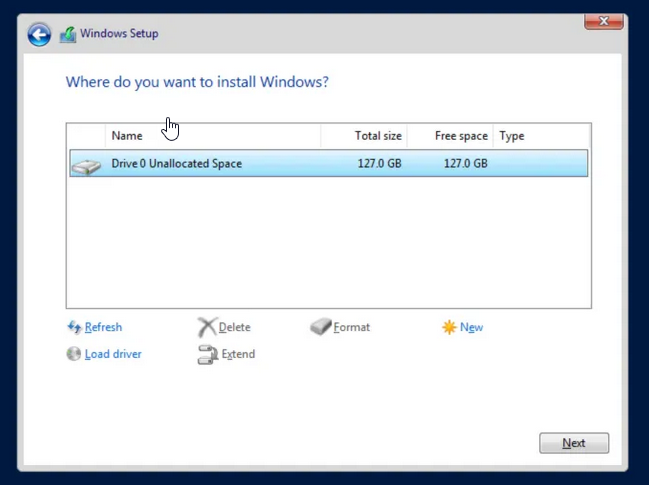 Windows Setup
Where do you want to install Windows?
Name Total size Free space Type
Drive 0 Unallocated Space 127.0 GB 127.0 GB
Refresh Delete Format New
Load driver Extend
Next